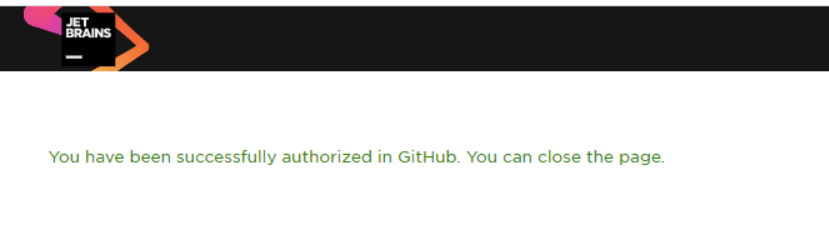 JET
BRAINS
You have been successfully authorized in GitHub. You can close the page.